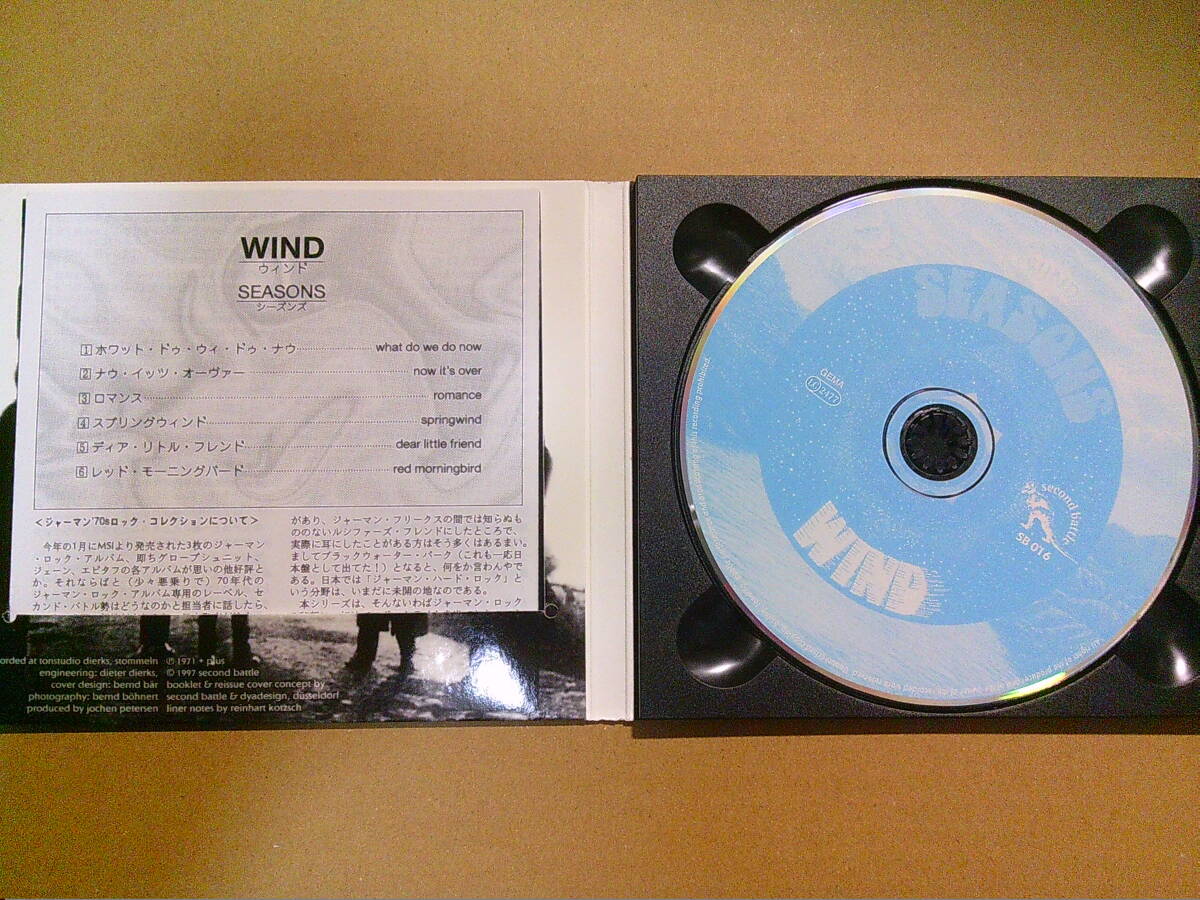 WIND
ウィンド
SEASONS
シーズンズ
1 ホワット・ドゥ・ウィ・ドゥ・ナウ what do we do now
2 ナウ・イッツ・オーヴァー now it's over
3 ロマンス romance
4 スプリングウィンド springwind
5 ディア・リトル・フレンド dear little friend
6 レッド・モーニングバード red morningbird
<ジャーマン'70sロック・コレクションについて>
今年の1月にMSIより発売された3枚のジャーマン
・ロック・アルバム、即ちグローブシュニット、
ジェーン、エピタフの各アルバムが思いの他好評と
か。それならばと(少々悪乗りで)70年代の
ジャーマン・ロック・アルバム専用のレーベル、セ
カンド・バトル勢はどうなのかと担当者に話したら、
があり、ジャーマン・フリークスの間では知らぬも
ののないルシファーズ・フレンドにしたところで、
実際に耳にしたことがある方はそう多くはあるまい。
ましてブラックウォーター・パーク(これも一応日
本盤として出てた!)となると、何をか言わんやで
ある。日本では「ジャーマン・ハード・ロック」と
いう分野は、いまだに未開の地なのである。
本シリーズは、そんないわばジャーマン・ロック
orded at tonstudio dierks, stommeln
engineering: dieter dierks,
cover design: bernd bär
photography: bernd böhnert
produced by jochen petersen
℗ 1971 • plus
© 1997 second battle
booklet & reissue cover concept by
second battle & dyadesign, düsseldorf
liner notes by reinhart kotzsch
SEASONS
WIND
GEMA
LC 2477
second battle
SB 016
this recording prohibited.
All rights of the producer